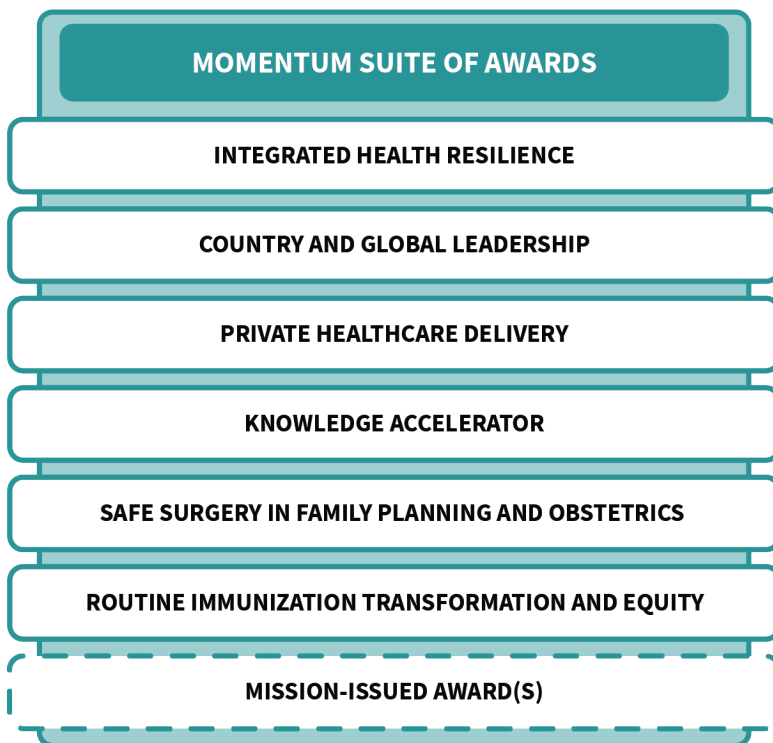 MOMENTUM SUITE OF AWARDS
INTEGRATED HEALTH RESILIENCE
COUNTRY AND GLOBAL LEADERSHIP
PRIVATE HEALTHCARE DELIVERY
KNOWLEDGE ACCELERATOR
SAFE SURGERY IN FAMILY PLANNING AND OBSTETRICS
ROUTINE IMMUNIZATION TRANSFORMATION AND EQUITY
MISSION-ISSUED AWARD(S)